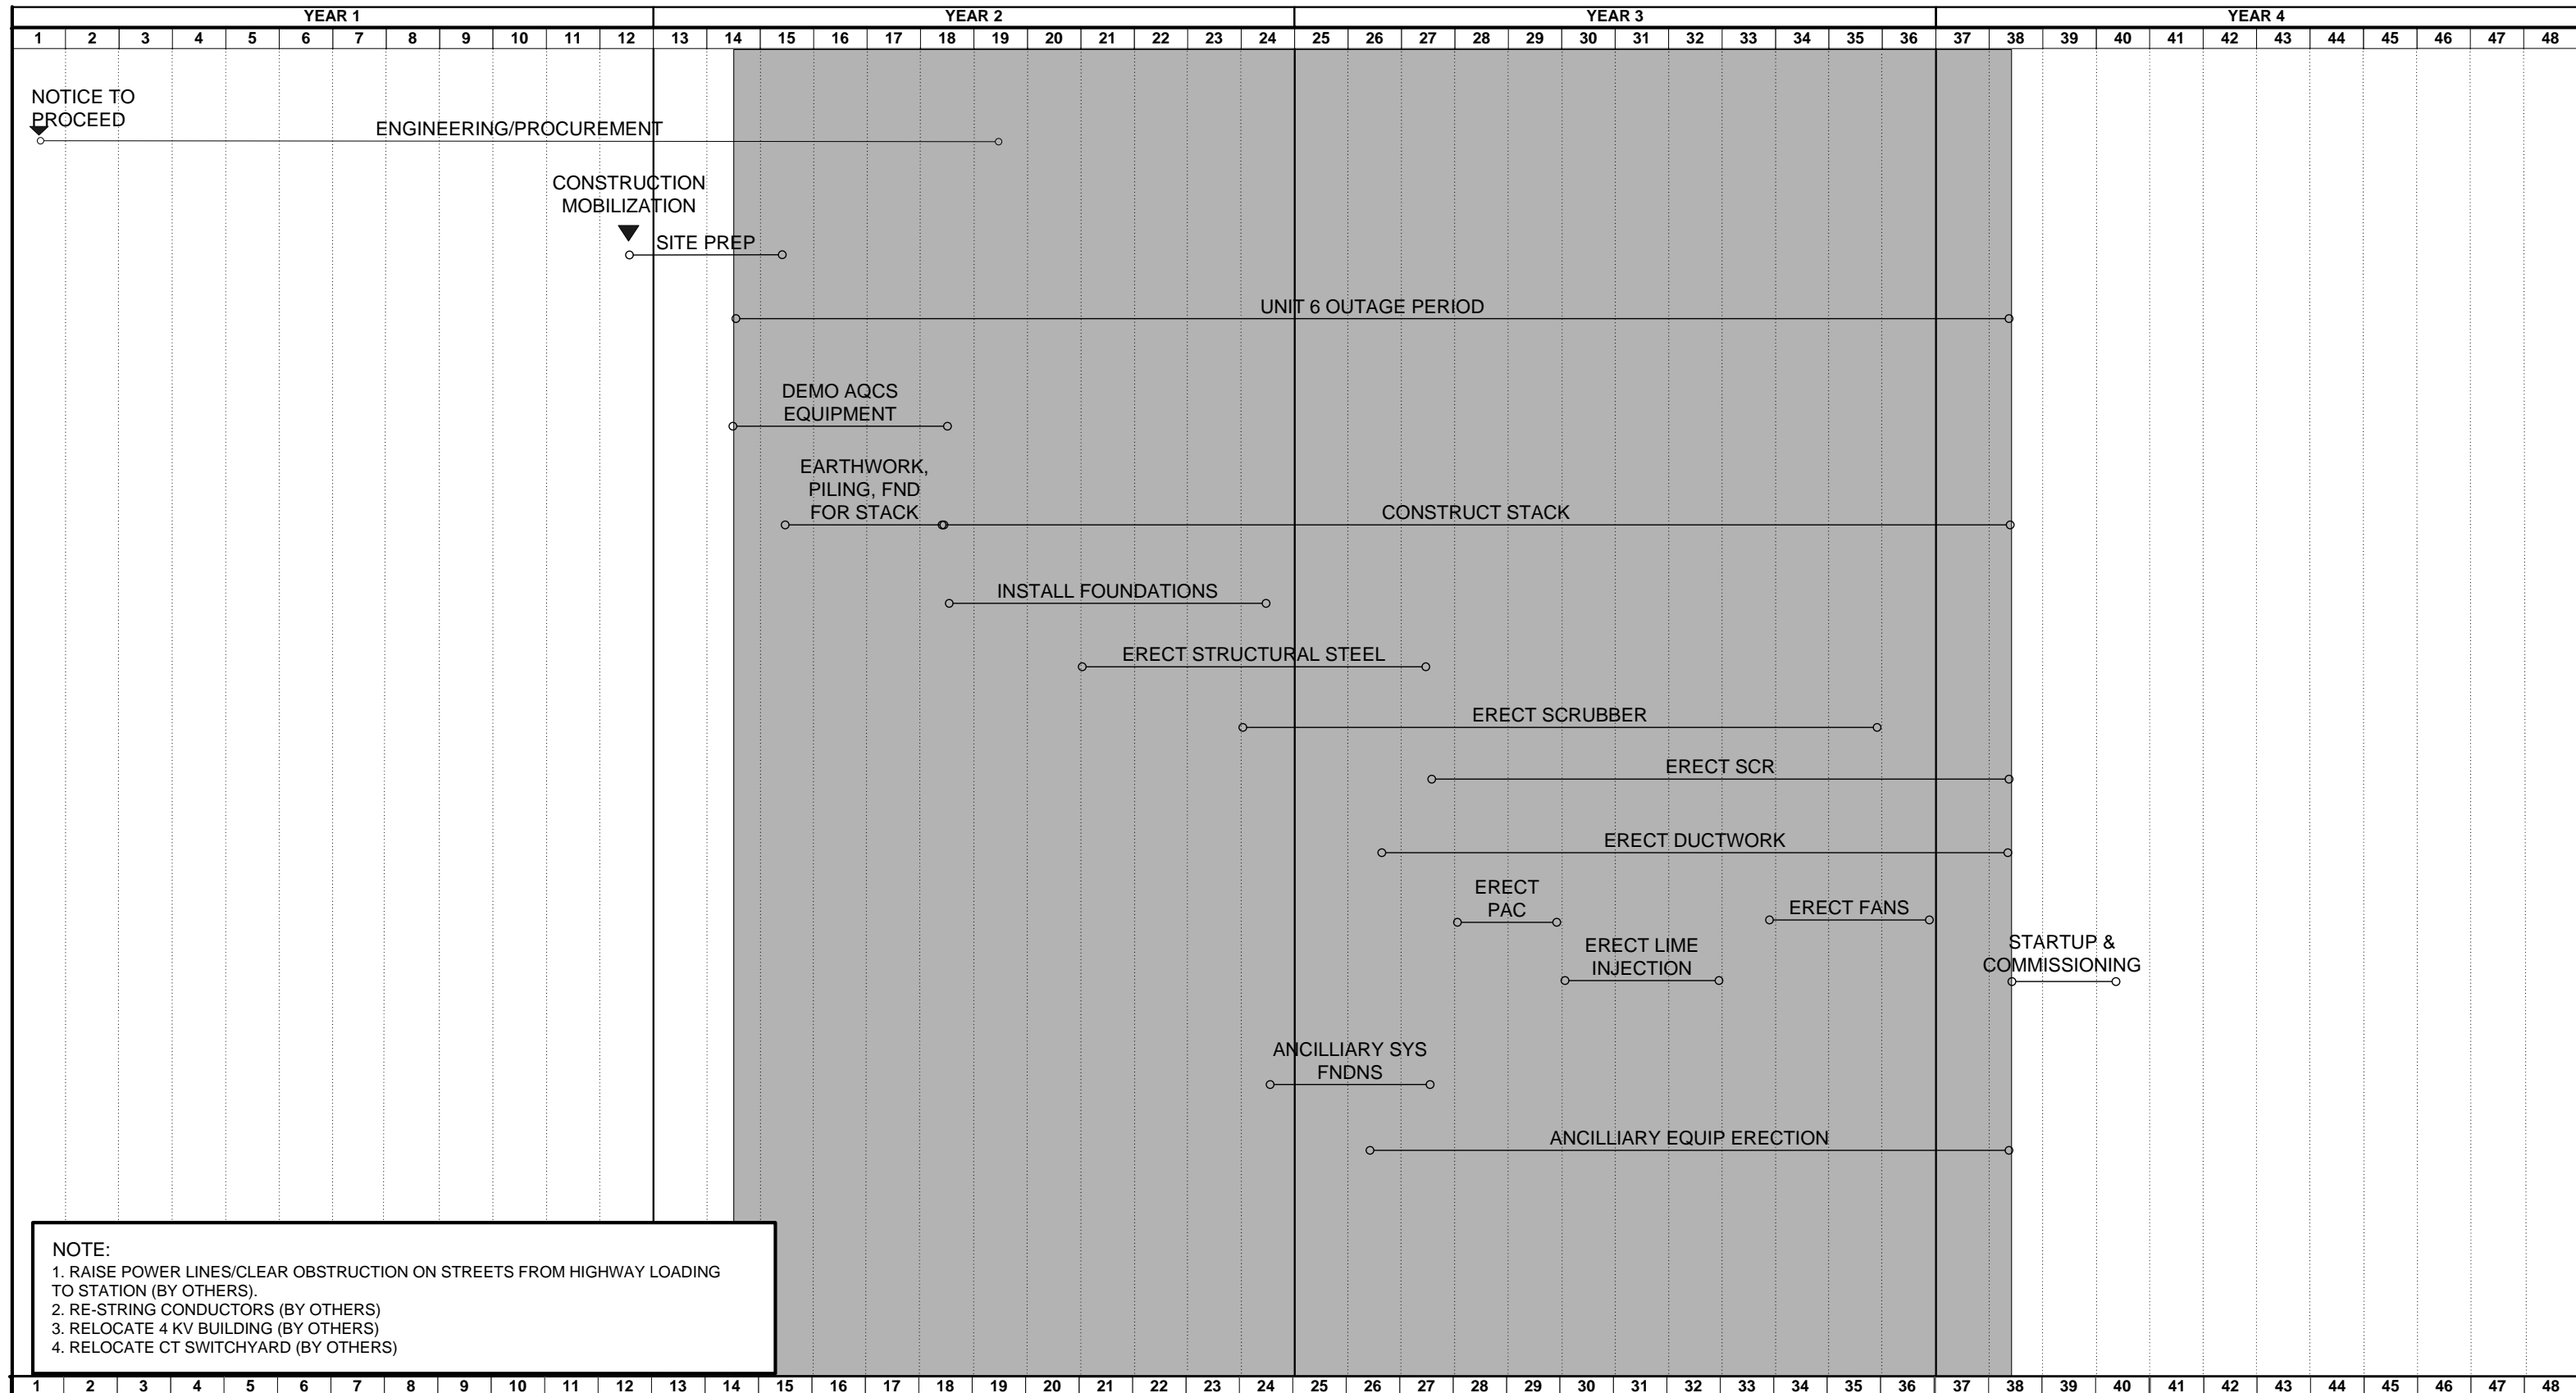 YEAR 1 YEAR 2 YEAR 3 YEAR 4
1 2 3 4 5 6 7 8 9 10 11 12 13 14 15 16 17 18 19 20 21 22 23 24 25 26 27 28 29 30 31 32 33 34 35 36 37 38 39 40 41 42 43 44 45 46 47 48
NOTICE TO
PROCEED
ENGINEERING/PROCUREMENT
CONSTRUCTION
MOBILIZATION
SITE PREP
UNIT 6 OUTAGE PERIOD
DEMO AQCS
EQUIPMENT
EARTHWORK,
PILING, FND
FOR STACK
CONSTRUCT STACK
INSTALL FOUNDATIONS
ERECT STRUCTURAL STEEL
ERECT SCRUBBER
ERECT SCR
ERECT DUCTWORK
ERECT
PAC
ERECT FANS
ERECT LIME
INJECTION
STARTUP &
COMMISSIONING
ANCILLIARY SYS
FNDNS
ANCILLIARY EQUIP ERECTION
NOTE:
1. RAISE POWER LINES/CLEAR OBSTRUCTION ON STREETS FROM HIGHWAY LOADING
TO STATION (BY OTHERS).
2. RE-STRING CONDUCTORS (BY OTHERS)
3. RELOCATE 4 KV BUILDING (BY OTHERS)
4. RELOCATE CT SWITCHYARD (BY OTHERS)
1 2 3 4 5 6 7 8 9 10 11 12 13 14 15 16 17 18 19 20 21 22 23 24 25 26 27 28 29 30 31 32 33 34 35 36 37 38 39 40 41 42 43 44 45 46 47 48